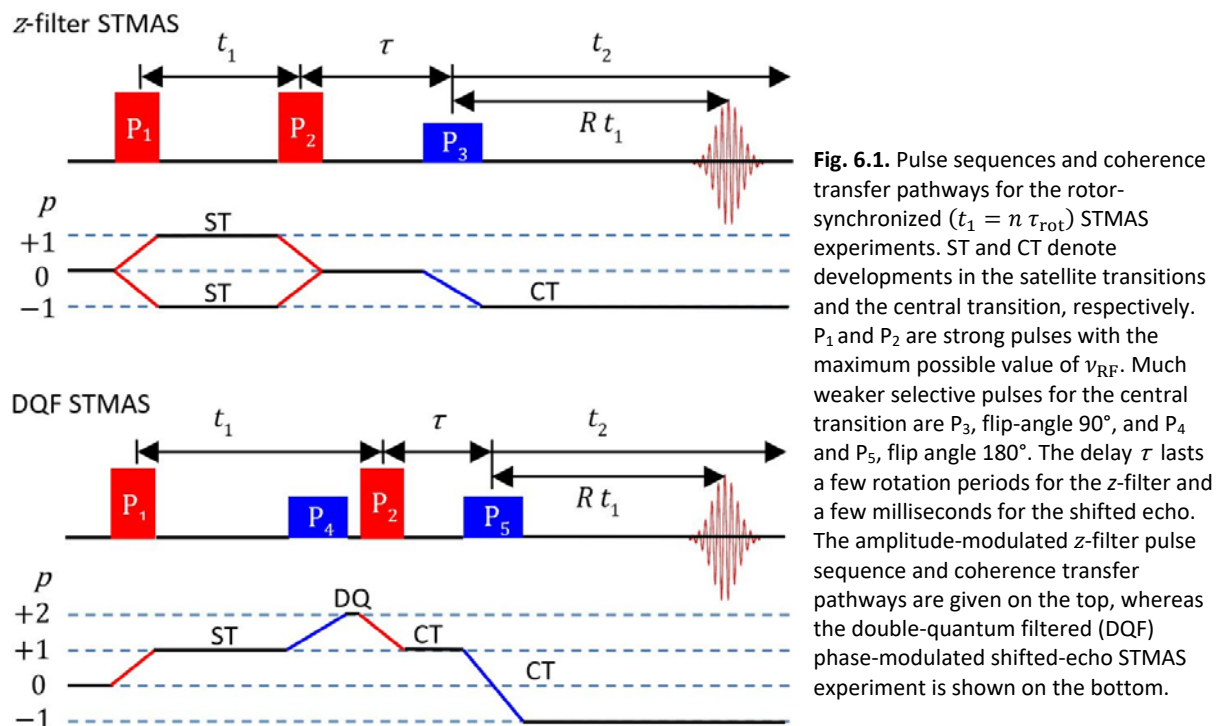 z-filter STMAS
t1 τ t2
P1 P2 P3 R t1
p
+1 ST
0
−1 ST CT
DQF STMAS
t1 τ t2
P1 P4 P2 P5 R t1
p
+2 DQ
+1 ST CT
0 CT
−1
Fig. 6.1. Pulse sequences and coherence
transfer pathways for the rotor-
synchronized (t1 = n τrot) STMAS
experiments. ST and CT denote
developments in the satellite transitions
and the central transition, respectively.
P1 and P2 are strong pulses with the
maximum possible value of νRF. Much
weaker selective pulses for the central
transition are P3, flip-angle 90°, and P4
and P5, flip angle 180°. The delay τ lasts
a few rotation periods for the z-filter and
a few milliseconds for the shifted echo.
The amplitude-modulated z-filter pulse
sequence and coherence transfer
pathways are given on the top, whereas
the double-quantum filtered (DQF)
phase-modulated shifted-echo STMAS
experiment is shown on the bottom.